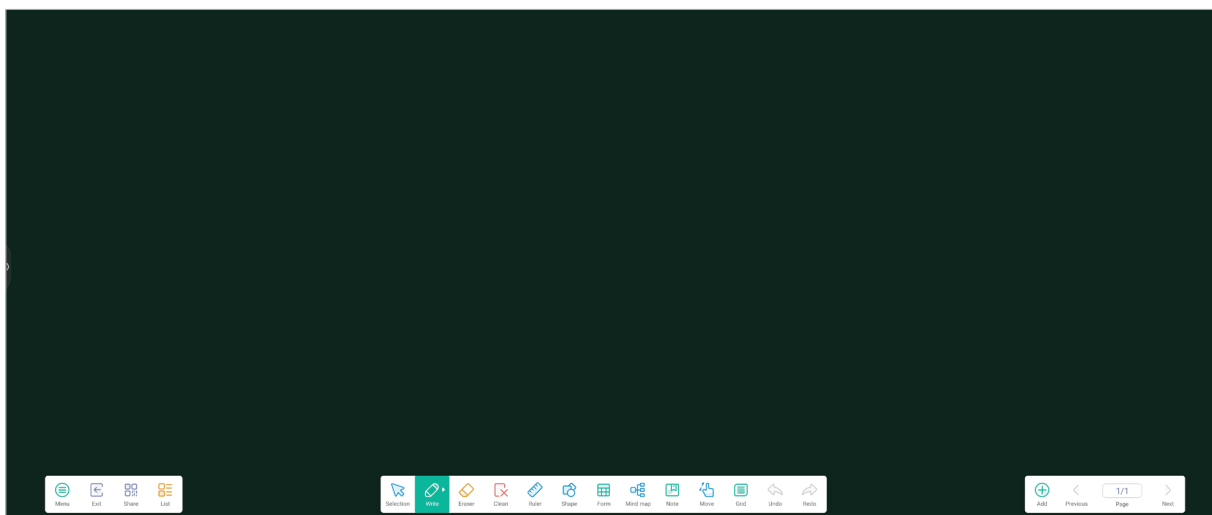 Menu Exit Share List Selection Write Eraser Clean Ruler Shape Form Mind map Note Move Grid Undo Redo Add Previous 1/1 Page Next